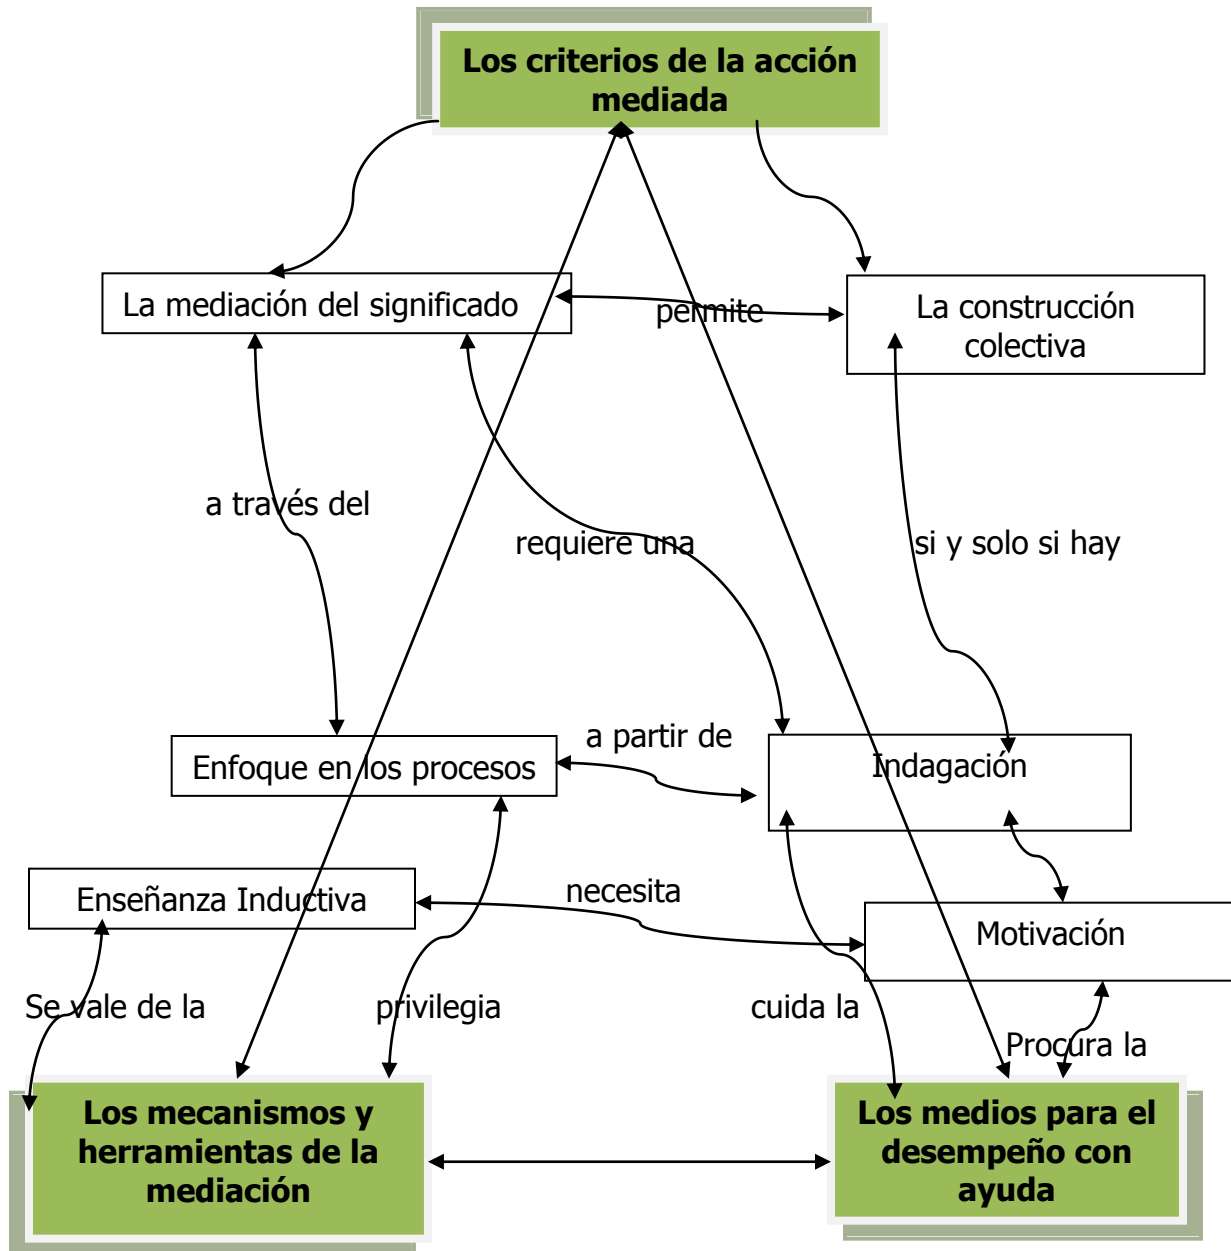 Los criterios de la acción
mediada
La mediación del significado
permite
La construcción
colectiva
a través del
requiere una
si y solo si hay
Enfoque en los procesos
a partir de
Indagación
Enseñanza Inductiva
necesita
Motivación
Se vale de la
privilegia
cuida la
Procura la
Los mecanismos y
herramientas de la
mediación
Los medios para el
desempeño con
ayuda